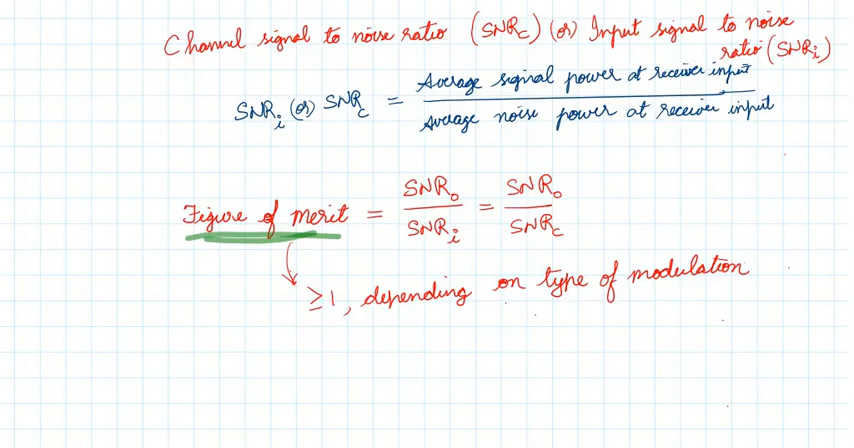 Channel signal to noise ratio (SNRc) (or) Input signal to noise
ratio (SNRi)
SNRi (or) SNRc = Average signal power at receiver input
Average noise power at receiver input
Figure of merit = SNRo / SNRi = SNRo / SNRc
≥1, depending on type of modulation